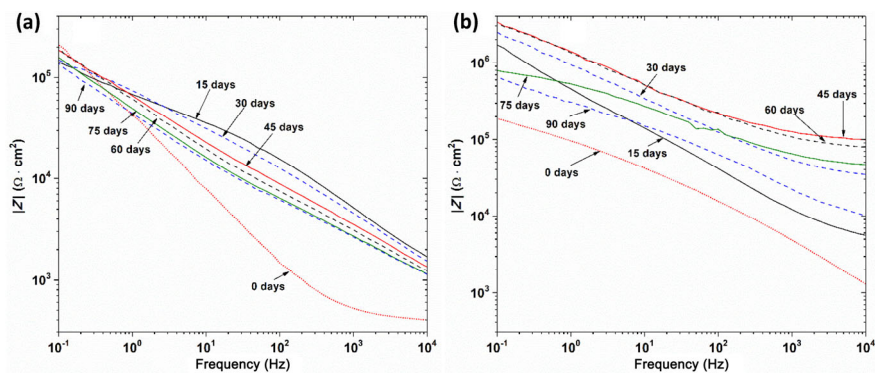 (a)
|Z| (Ω · cm²)
10⁵
10⁴
10³
15 days
30 days
45 days
90 days
75 days
60 days
0 days
10⁻¹ 10⁰ 10¹ 10² 10³ 10⁴
Frequency (Hz)
(b)
|Z| (Ω · cm²)
10⁶
10⁵
10⁴
10³
30 days
45 days
60 days
75 days
90 days
15 days
0 days
10⁻¹ 10⁰ 10¹ 10² 10³ 10⁴
Frequency (Hz)